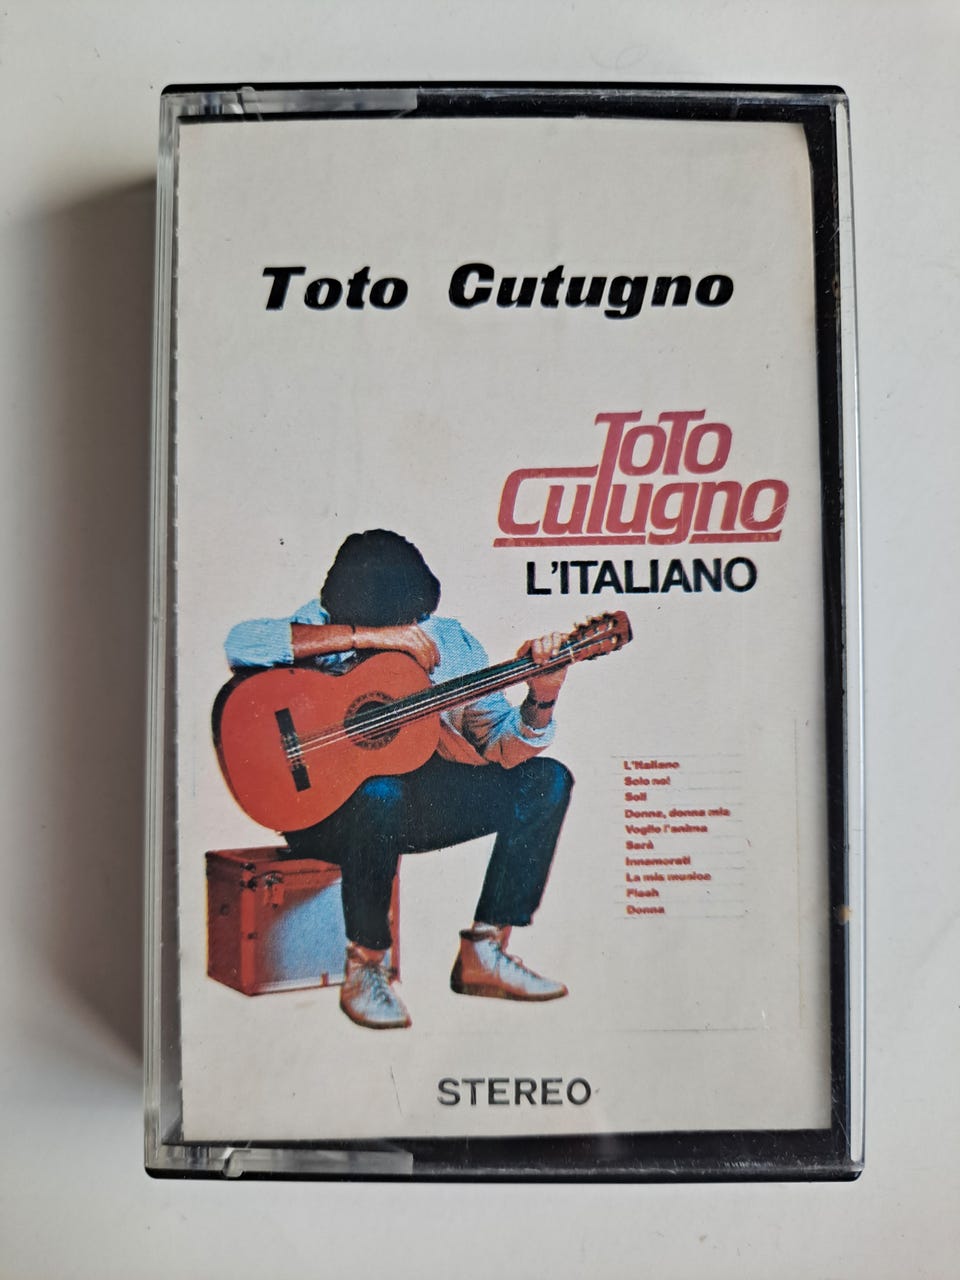 Toto Cutugno
ToTo
Cutugno
L'ITALIANO
L'Italiano
Solo noi
Soli
Donna, donna mia
Voglio l'anima
Sarà
Innamorati
La mia musica
Flash
Donna
STEREO